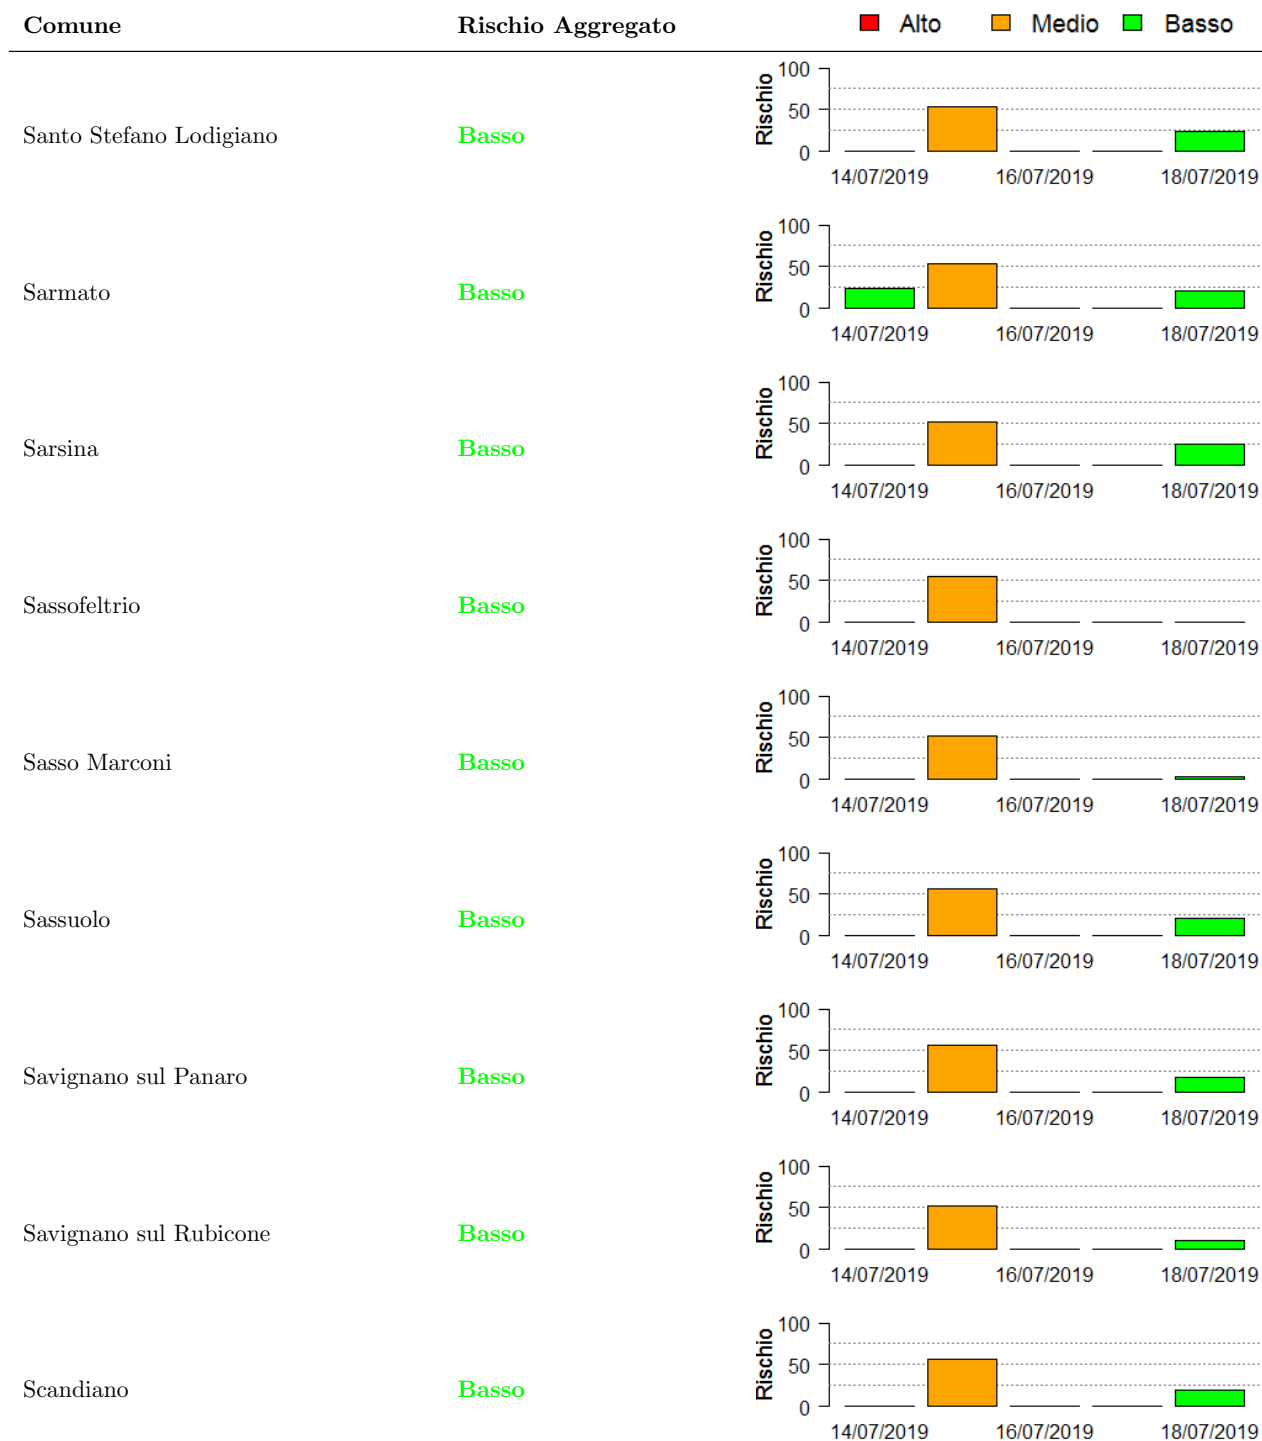 Comune Rischio Aggregato Alto Medio Basso
Santo Stefano Lodigiano Basso
Rischio
100
50
0
14/07/2019 16/07/2019 18/07/2019
Sarmato Basso
Rischio
100
50
0
14/07/2019 16/07/2019 18/07/2019
Sarsina Basso
Rischio
100
50
0
14/07/2019 16/07/2019 18/07/2019
Sassofeltrio Basso
Rischio
100
50
0
14/07/2019 16/07/2019 18/07/2019
Sasso Marconi Basso
Rischio
100
50
0
14/07/2019 16/07/2019 18/07/2019
Sassuolo Basso
Rischio
100
50
0
14/07/2019 16/07/2019 18/07/2019
Savignano sul Panaro Basso
Rischio
100
50
0
14/07/2019 16/07/2019 18/07/2019
Savignano sul Rubicone Basso
Rischio
100
50
0
14/07/2019 16/07/2019 18/07/2019
Scandiano Basso
Rischio
100
50
0
14/07/2019 16/07/2019 18/07/2019